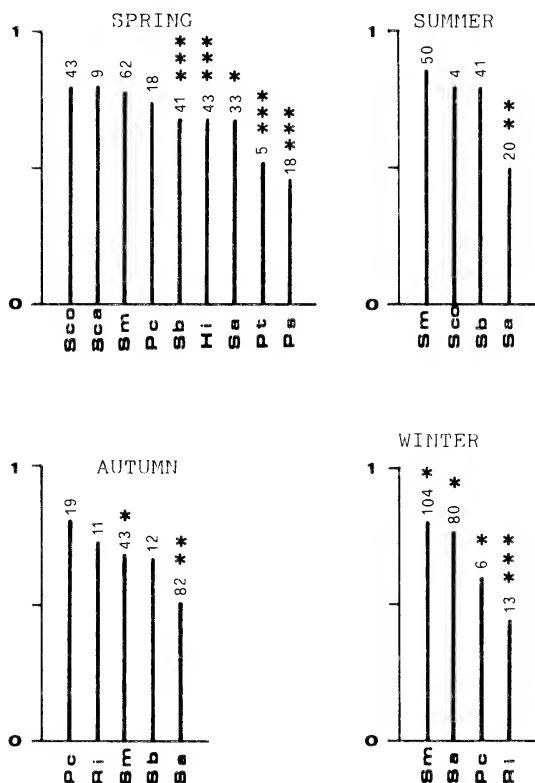 SPRING
1
43 9 62 18 41 *** 43 *** 33 * 5 *** 18 ***
0
Sco Sca Sm Pc Sb Hi Sa Pt Ps
SUMMER
1
50 4 41 20 **
0
Sm Sco Sb Sa
AUTUMN
1
19 11 43 * 12 82 **
0
Pc Ri Sm Sb Sa
WINTER
1
104 * 80 * 6 * 13 ***
0
Sm Sa Pc Ri